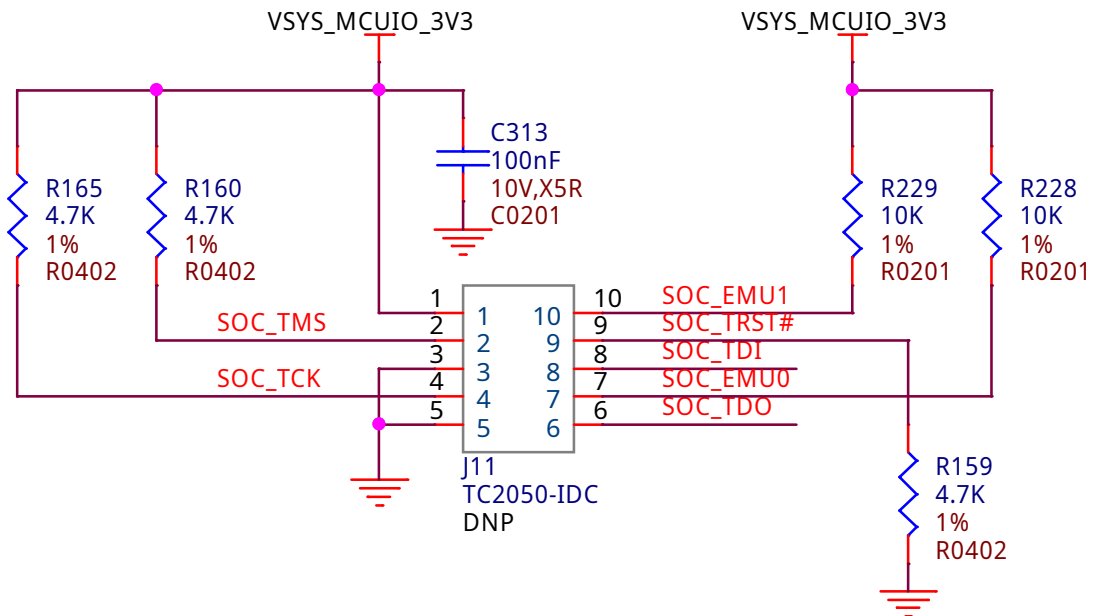 VSYS_MCUIO_3V3
VSYS_MCUIO_3V3
C313
100nF
10V,X5R
C0201
R165
4.7K
1%
R0402
R160
4.7K
1%
R0402
R229
10K
1%
R0201
R228
10K
1%
R0201
SOC_TMS
SOC_TCK
1
2
3
4
5
1
2
3
4
5
10
9
8
7
6
10
9
8
7
6
SOC_EMU1
SOC_TRST#
SOC_TDI
SOC_EMU0
SOC_TDO
J11
TC2050-IDC
DNP
R159
4.7K
1%
R0402